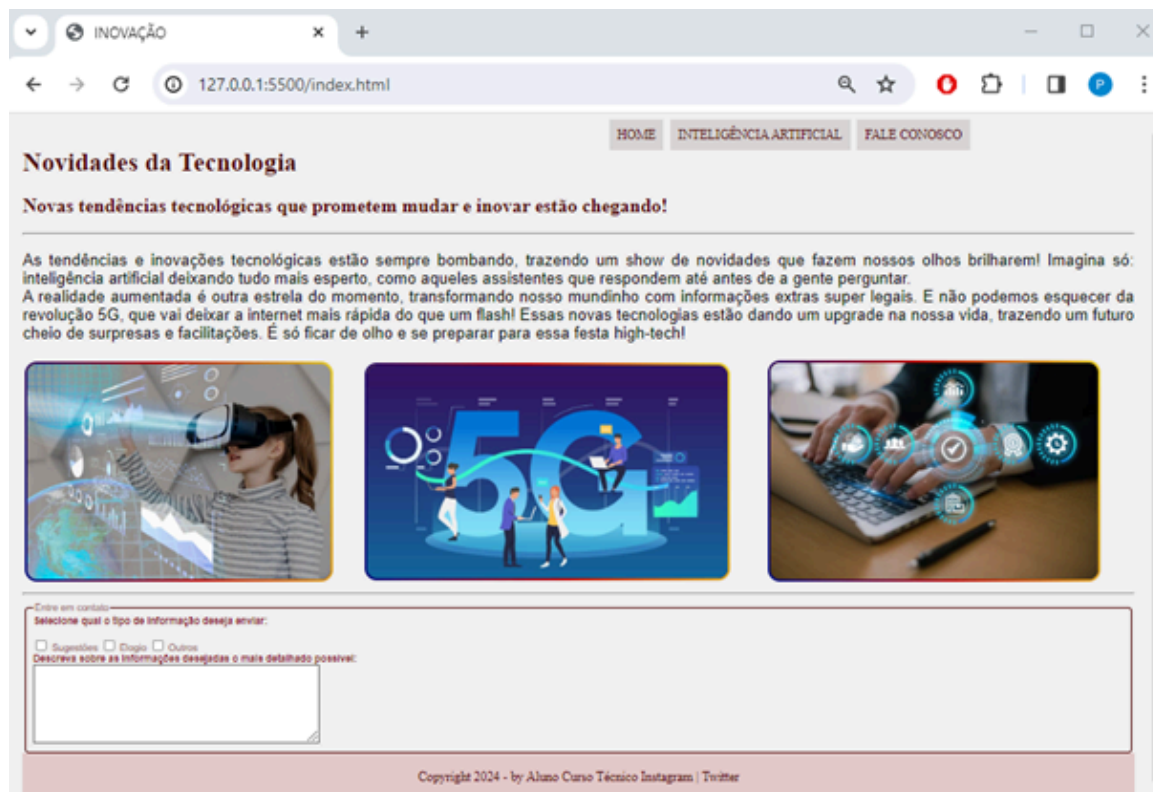 INOVAÇÃO
127.0.0.1:5500/index.html
P
HOME INTELIGÊNCIA ARTIFICIAL FALE CONOSCO
Novidades da Tecnologia
Novas tendências tecnológicas que prometem mudar e inovar estão chegando!
As tendências e inovações tecnológicas estão sempre bombando, trazendo um show de novidades que fazem nossos olhos brilharem! Imagina só:
inteligência artificial deixando tudo mais esperto, como aqueles assistentes que respondem até antes de a gente perguntar.
A realidade aumentada é outra estrela do momento, transformando nosso mundinho com informações extras super legais. E não podemos esquecer da
revolução 5G, que vai deixar a internet mais rápida do que um flash! Essas novas tecnologias estão dando um upgrade na nossa vida, trazendo um futuro
cheio de surpresas e facilitações. É só ficar de olho e se preparar para essa festa high-tech!
5G
Entre em contato
Selecione qual o tipo de informação deseja enviar:
Sugestões Elogio Outros
Descreva sobre as informações desejadas o mais detalhado possível:
Copyright 2024 - by Aluno Curso Técnico Instagram | Twitter